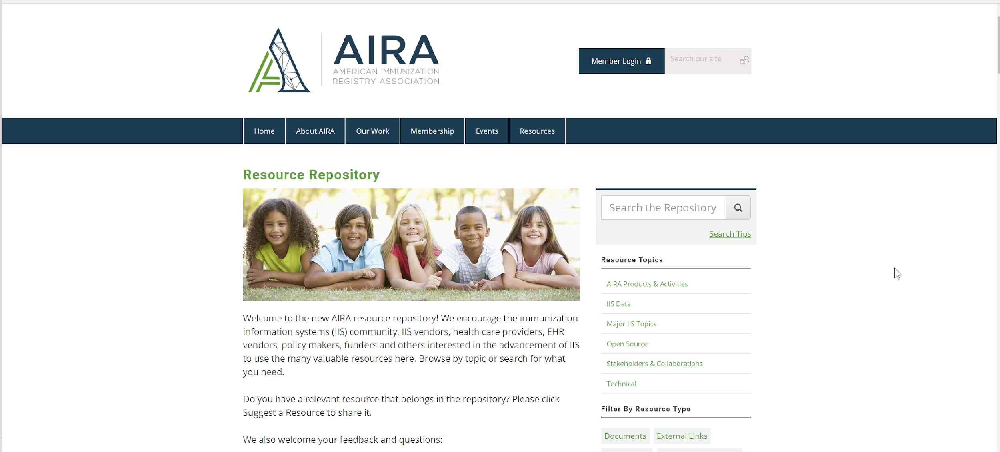 AIRA
AMERICAN IMMUNIZATION
REGISTRY ASSOCIATION
Member Login
Search our site
Home
About AIRA
Our Work
Membership
Events
Resources
Resource Repository
Search the Repository
Search Tips
Resource Topics
AIRA Products & Activities
IIS Data
Major IIS Topics
Open Source
Stakeholders & Collaborations
Technical
Filter By Resource Type
Documents
External Links
Welcome to the new AIRA resource repository! We encourage the immunization
information systems (IIS) community, IIS vendors, health care providers, EHR
vendors, policy makers, funders and others interested in the advancement of IIS
to use the many valuable resources here. Browse by topic or search for what
you need.
Do you have a relevant resource that belongs in the repository? Please click
Suggest a Resource to share it.
We also welcome your feedback and questions: